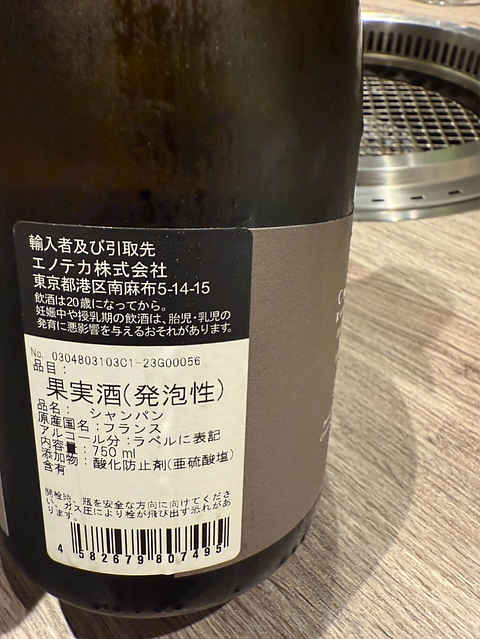 輸入者及び引取先
エノテカ株式会社
東京都港区南麻布5-14-15
飲酒は20歳になってから。
妊娠中や授乳期の飲酒は、胎児・乳児の
発育に悪影響を与えるおそれがあります。
No. 0304803103C1-23G00056
品目：
果実酒(発泡性)
品名： シャンパン
原産国名：フランス
アルコール分：ラベルに表記
内容量：750 ml
添加物：酸化防止剤(亜硫酸塩)
含有
開栓時、瓶を安全な方向に向けてくださ
い。ガス圧により栓が飛び出す恐れがあ
ります。
4 582679 807495